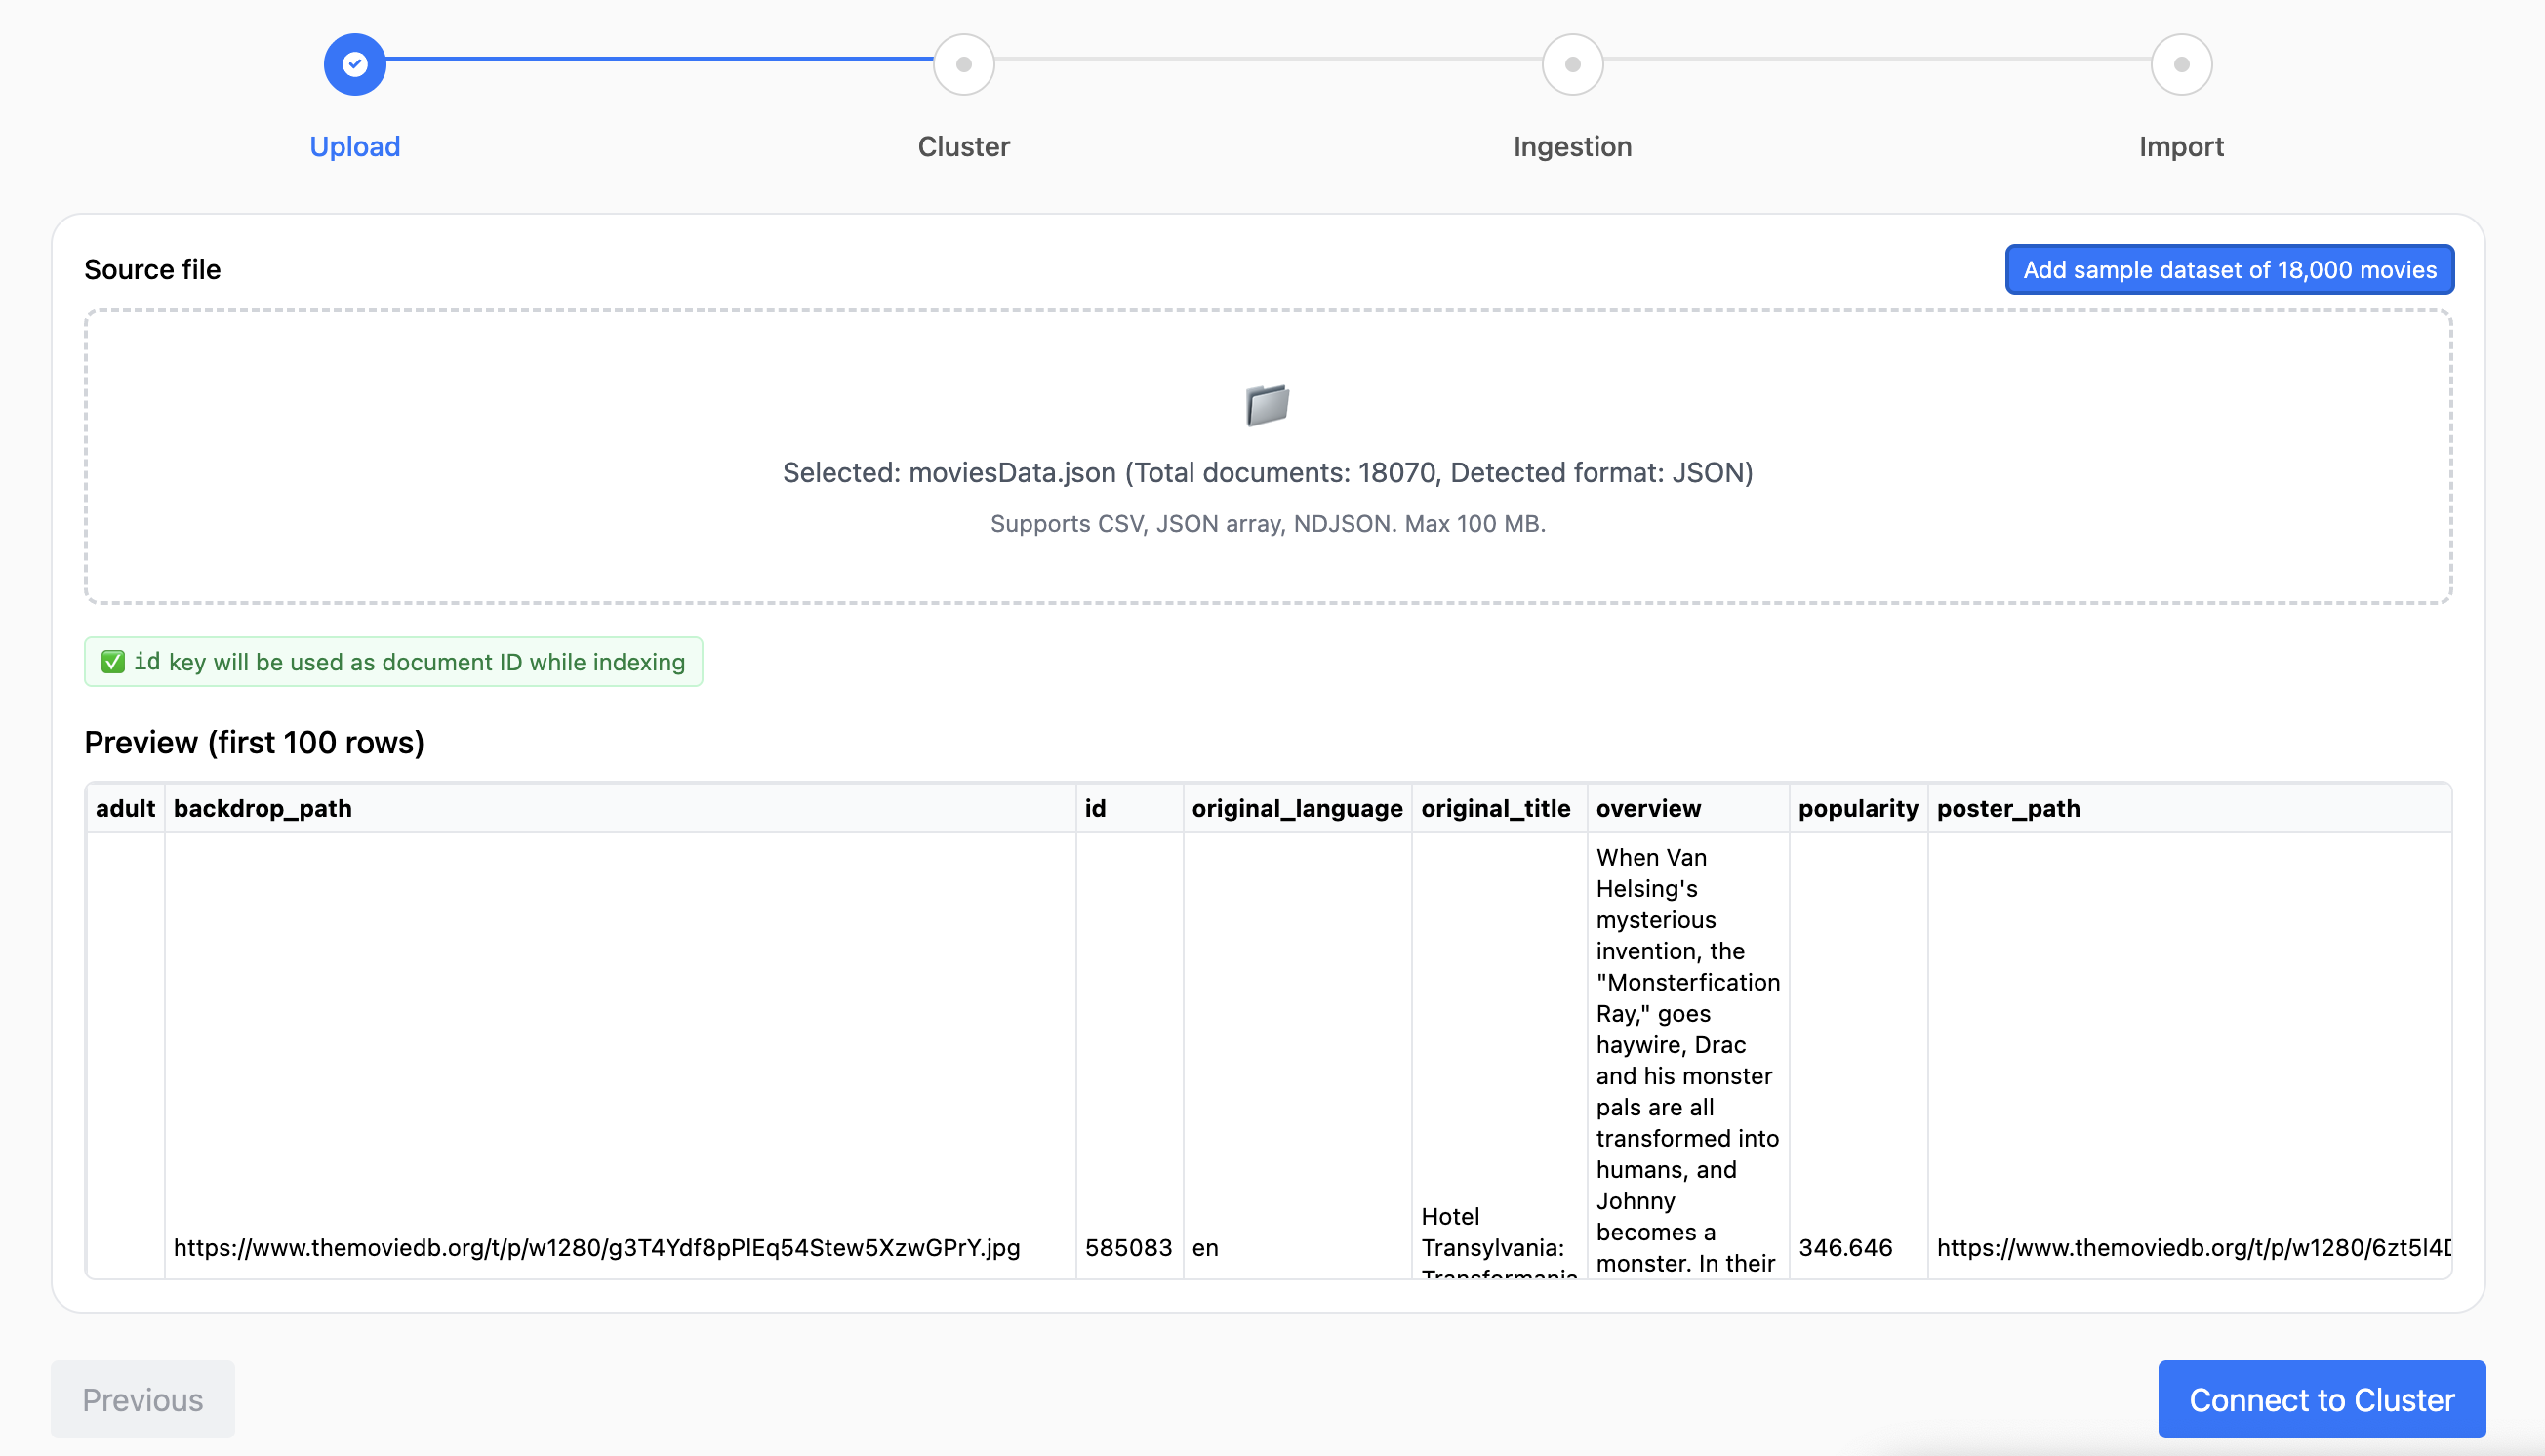 Upload
Cluster
Ingestion
Import
Source file
Add sample dataset of 18,000 movies
Selected: moviesData.json (Total documents: 18070, Detected format: JSON)
Supports CSV, JSON array, NDJSON. Max 100 MB.
✅ id key will be used as document ID while indexing
Preview (first 100 rows)
adult backdrop_path id original_language original_title overview popularity poster_path
When Van
Helsing's
mysterious
invention, the
"Monsterfication
Ray," goes
haywire, Drac
and his monster
pals are all
transformed into
humans, and
Johnny
becomes a
monster. In their
https://www.themoviedb.org/t/p/w1280/g3T4Ydf8pPlEq54Stew5XzwGPrY.jpg
585083
en
Hotel
Transylvania:
Transformania
346.646
https://www.themoviedb.org/t/p/w1280/6zt5l4D
Previous
Connect to Cluster